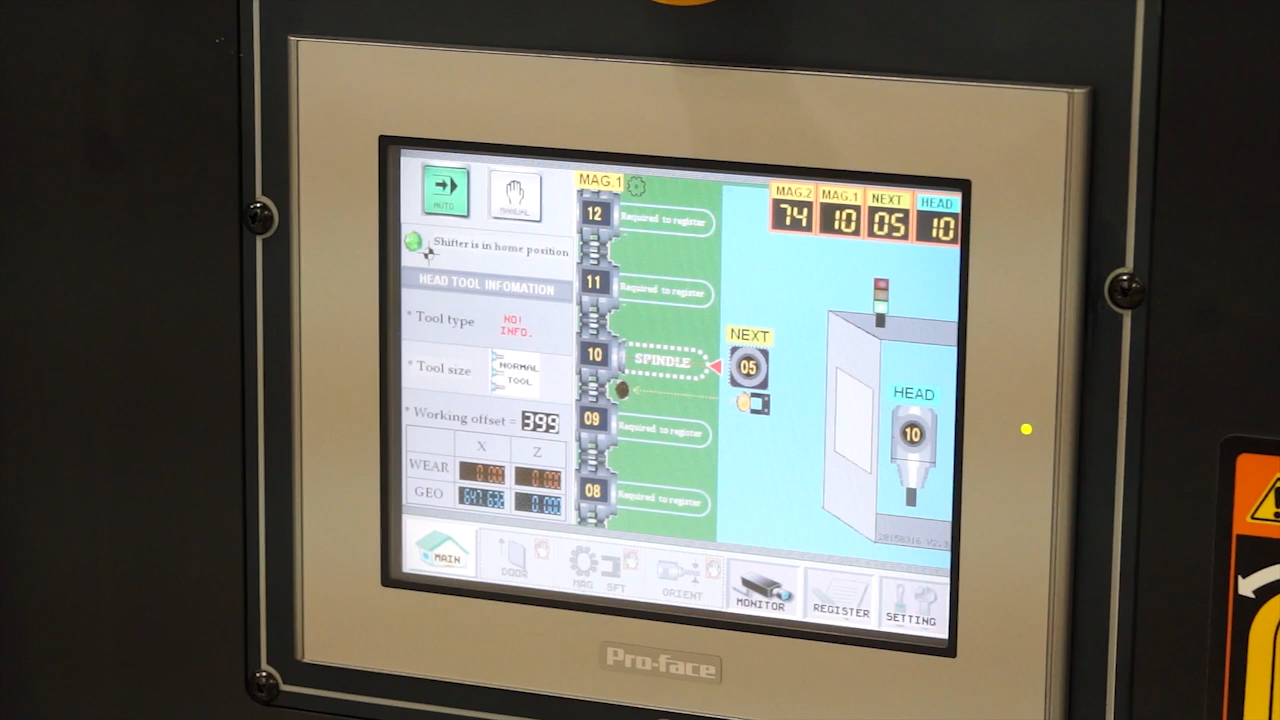 AUTO
MANUAL
Shifter is in home position
HEAD TOOL INFOMATION
* Tool type
NO!
INFO.
* Tool size
NORMAL
TOOL
* Working offset = 399
X Z
WEAR 0.000 0.000
GEO 0.000
MAG.1
12 Required to register
11 Required to register
10 SPINDLE
09 Required to register
08 Required to register
NEXT
05
MAG.2 MAG.1 NEXT HEAD
74 10 05 10
HEAD
10
MAIN
DOOR
MAG SFT
ORIENT
MONITOR
REGISTER
SETTING
Pro-face